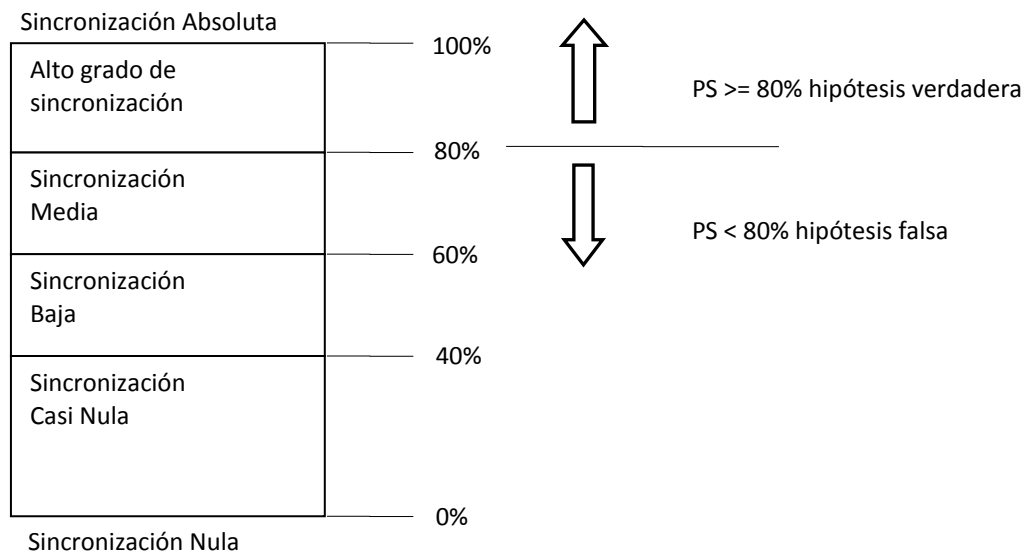 Sincronización Absoluta
100%
Alto grado de
sincronización
PS >= 80% hipótesis verdadera
80%
Sincronización
Media
PS < 80% hipótesis falsa
60%
Sincronización
Baja
40%
Sincronización
Casi Nula
0%
Sincronización Nula